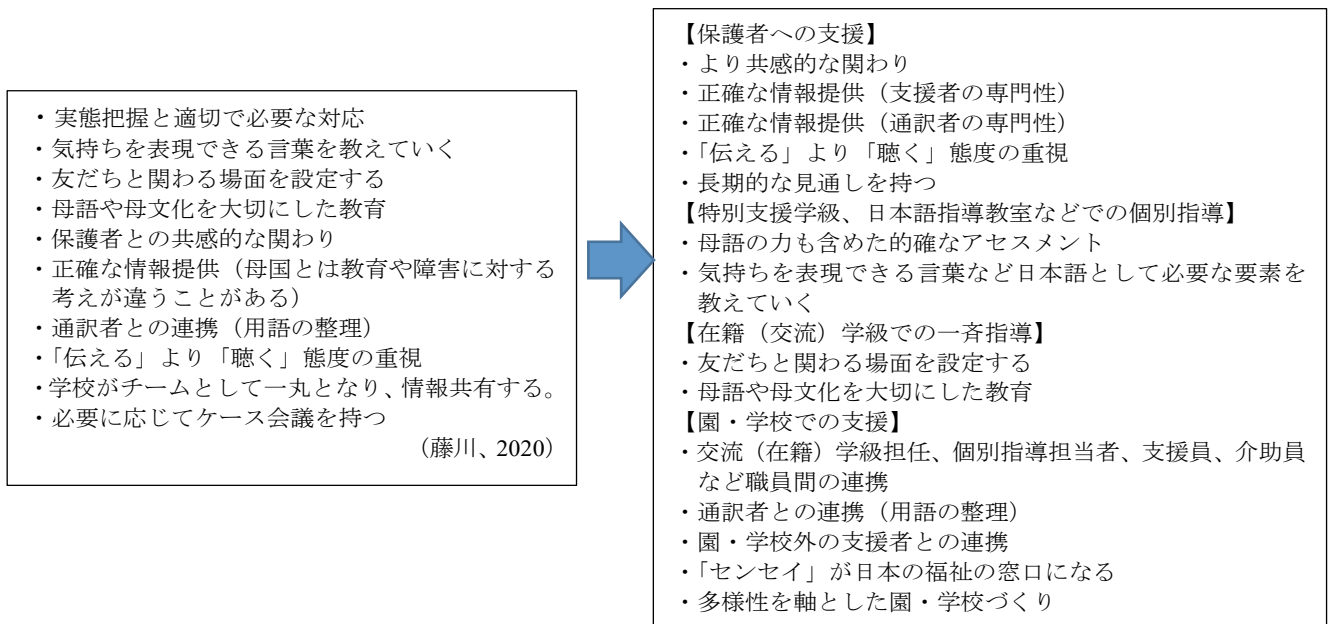 ・実態把握と適切で必要な対応
・気持ちを表現できる言葉を教えていく
・友だちと関わる場面を設定する
・母語や母文化を大切にした教育
・保護者との共感的な関わり
・正確な情報提供（母国とは教育や障害に対する
考えが違うことがある）
・通訳者との連携（用語の整理）
・「伝える」より「聴く」態度の重視
・学校がチームとして一丸となり、情報共有する。
・必要に応じてケース会議を持つ
（藤川、2020）
【保護者への支援】
・より共感的な関わり
・正確な情報提供（支援者の専門性）
・正確な情報提供（通訳者の専門性）
・「伝える」より「聴く」態度の重視
・長期的な見通しを持つ
【特別支援学級、日本語指導教室などでの個別指導】
・母語の力も含めた的確なアセスメント
・気持ちを表現できる言葉など日本語として必要な要素を
教えていく
【在籍（交流）学級での一斉指導】
・友だちと関わる場面を設定する
・母語や母文化を大切にした教育
【園・学校での支援】
・交流（在籍）学級担任、個別指導担当者、支援員、介助員
など職員間の連携
・通訳者との連携（用語の整理）
・園・学校外の支援者との連携
・「センセイ」が日本の福祉の窓口になる
・多様性を軸とした園・学校づくり